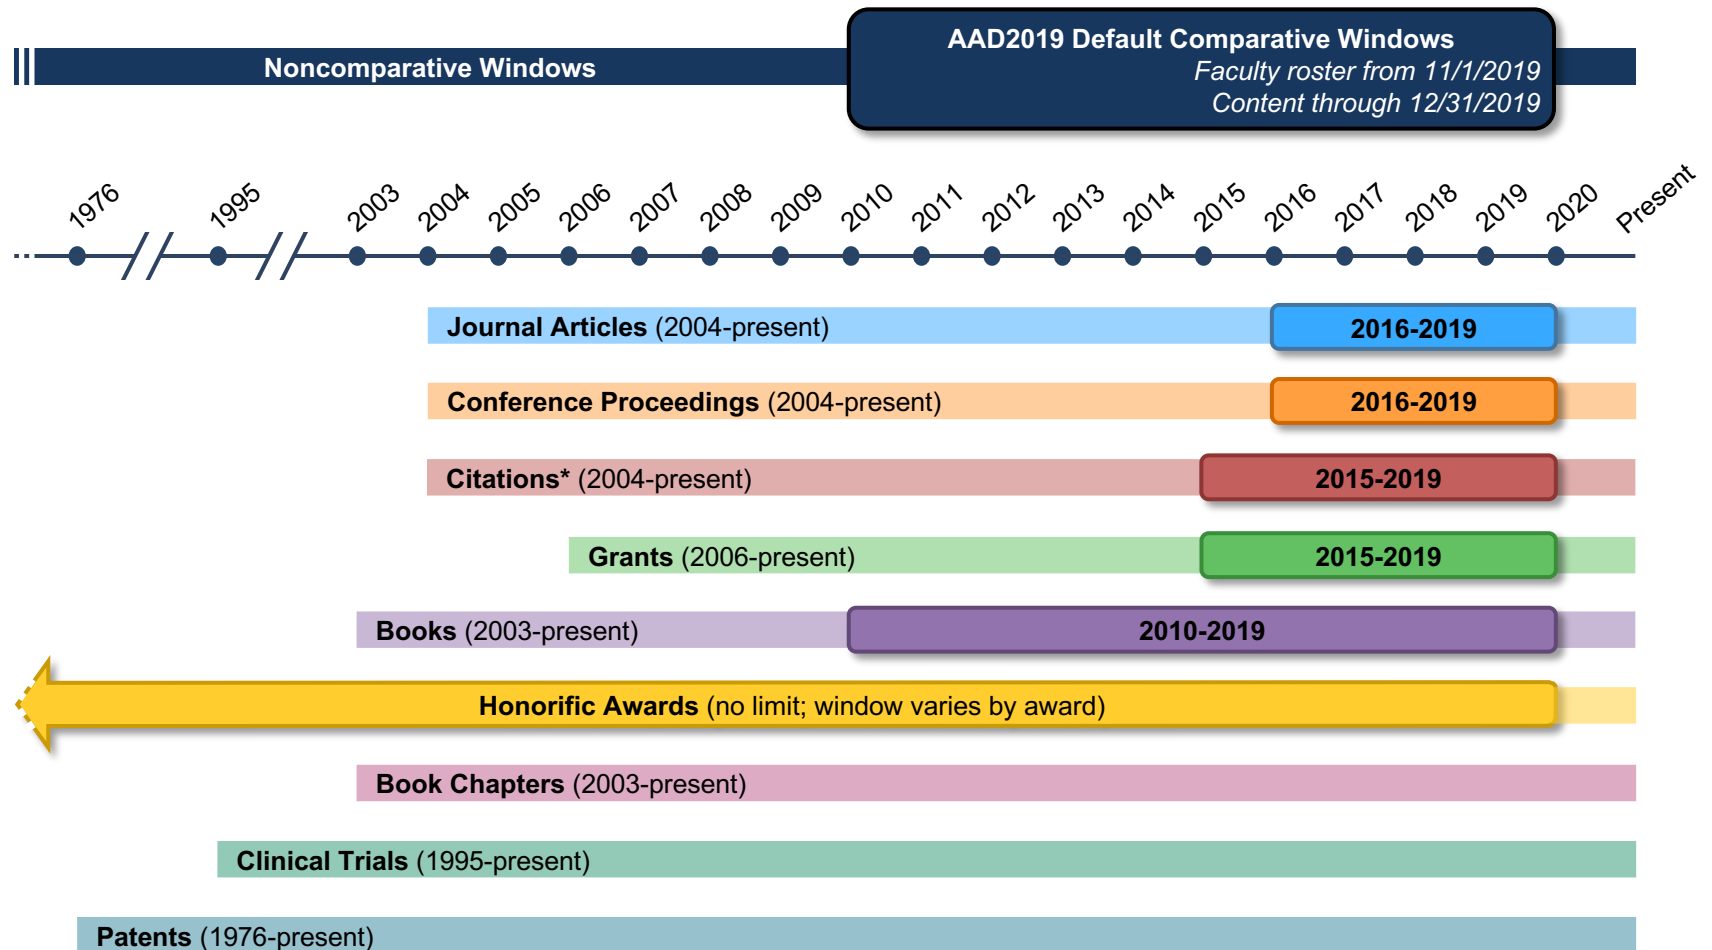 AAD2019 Default Comparative Windows
Noncomparative Windows
Faculty roster from 11/1/2019
Content through 12/31/2019
1976 1995 2003 2004 2005 2006 2007 2008 2009 2010 2011 2012 2013 2014 2015 2016 2017 2018 2019 2020 Present
Journal Articles (2004-present) 2016-2019
Conference Proceedings (2004-present) 2016-2019
Citations* (2004-present) 2015-2019
Grants (2006-present) 2015-2019
Books (2003-present) 2010-2019
Honorific Awards (no limit; window varies by award)
Book Chapters (2003-present)
Clinical Trials (1995-present)
Patents (1976-present)